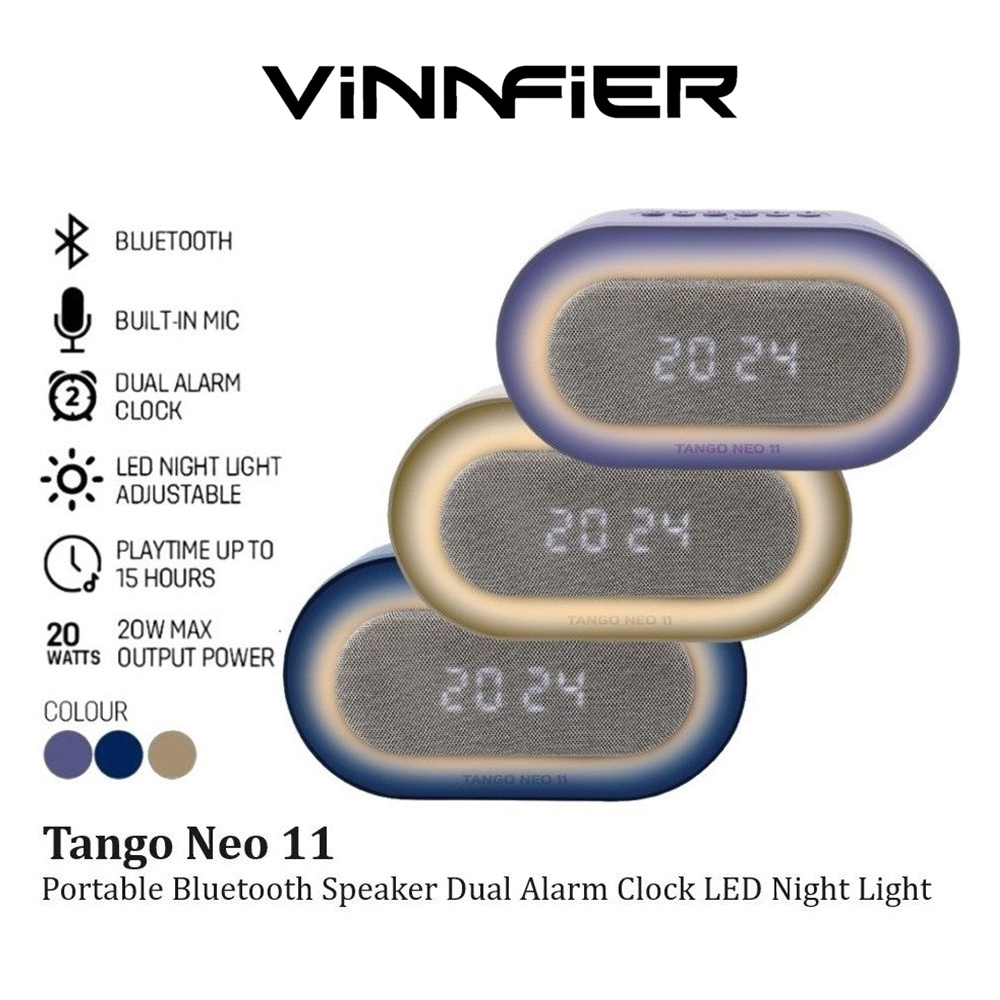 ViNNFiER
BLUETOOTH
BUILT-IN MIC
2
DUAL ALARM
CLOCK
LED NIGHT LIGHT
ADJUSTABLE
PLAYTIME UP TO
15 HOURS
20
WATTS
20W MAX
OUTPUT POWER
COLOUR
20 24
TANGO NEO 11
20 24
TANGO NEO 11
20 24
TANGO NEO 11
Tango Neo 11
Portable Bluetooth Speaker Dual Alarm Clock LED Night Light